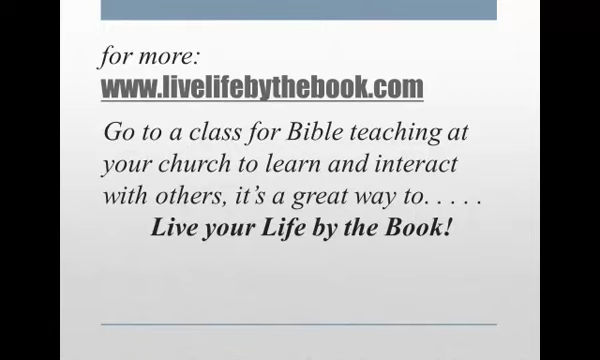 for more:
www.livelifebythebook.com
Go to a class for Bible teaching at
your church to learn and interact
with others, it's a great way to. . . . .
Live your Life by the Book!